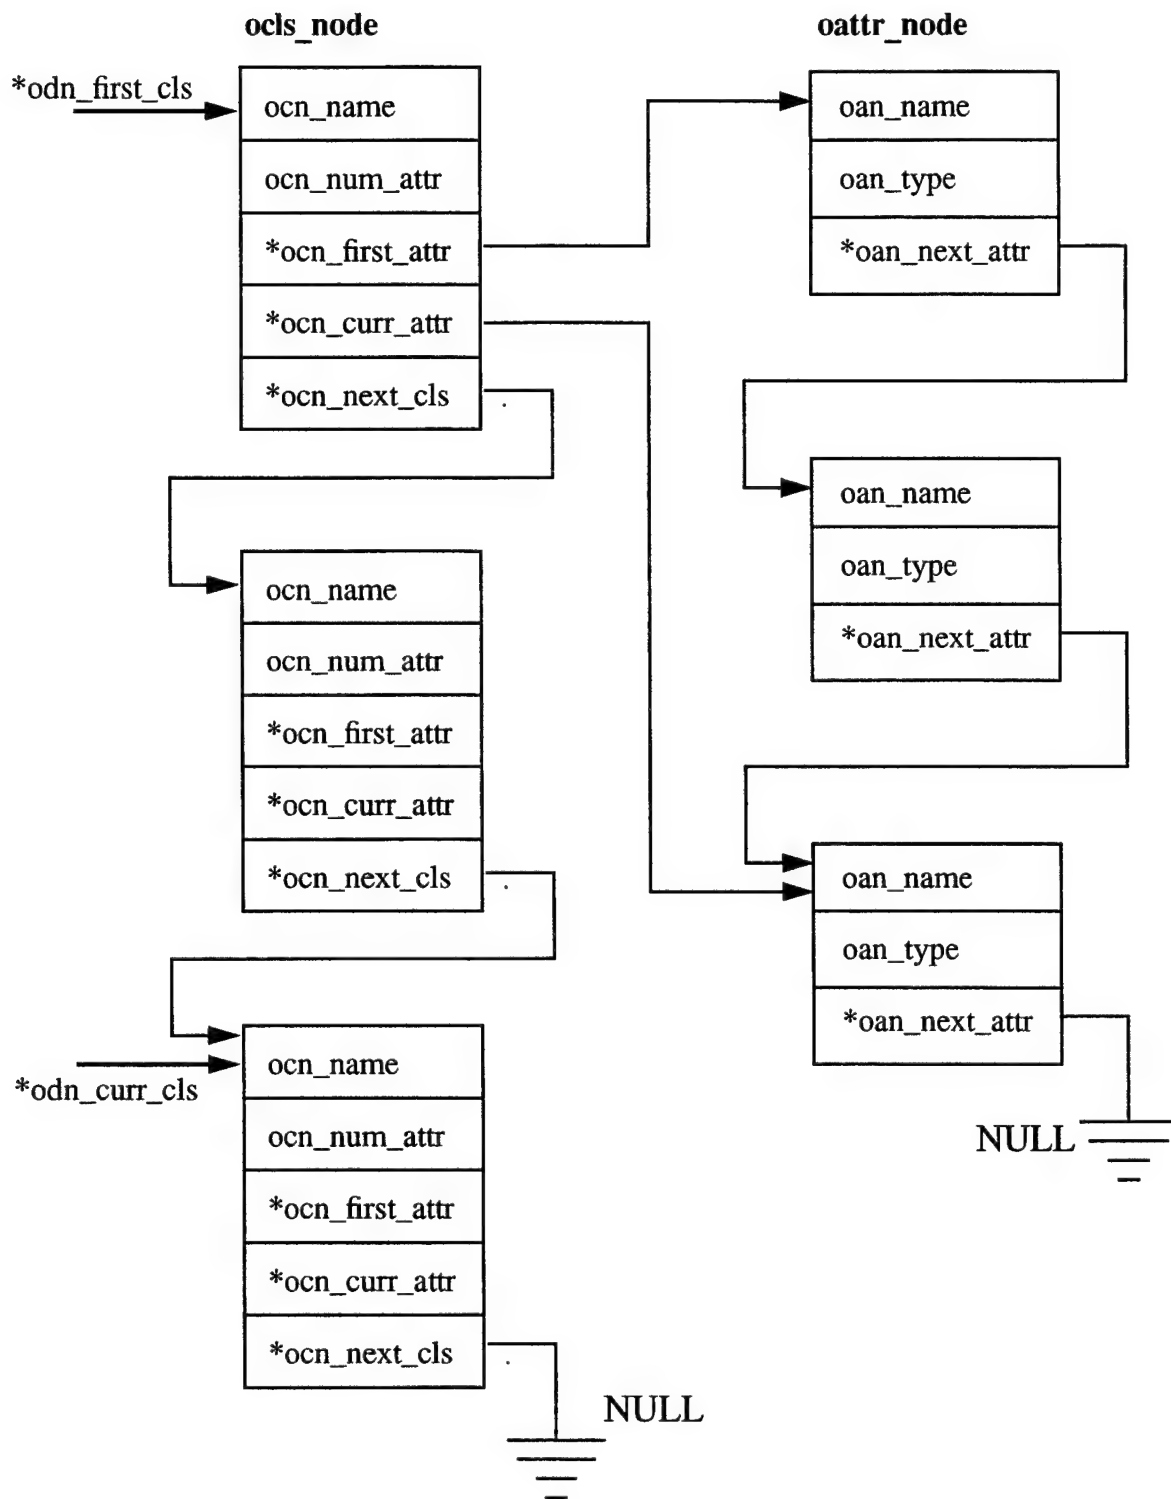 ocls_node
*odn_first_cls
ocn_name
ocn_num_attr
*ocn_first_attr
*ocn_curr_attr
*ocn_next_cls
ocn_name
ocn_num_attr
*ocn_first_attr
*ocn_curr_attr
*ocn_next_cls
*odn_curr_cls
ocn_name
ocn_num_attr
*ocn_first_attr
*ocn_curr_attr
*ocn_next_cls
NULL
oattr_node
oan_name
oan_type
*oan_next_attr
oan_name
oan_type
*oan_next_attr
oan_name
oan_type
*oan_next_attr
NULL